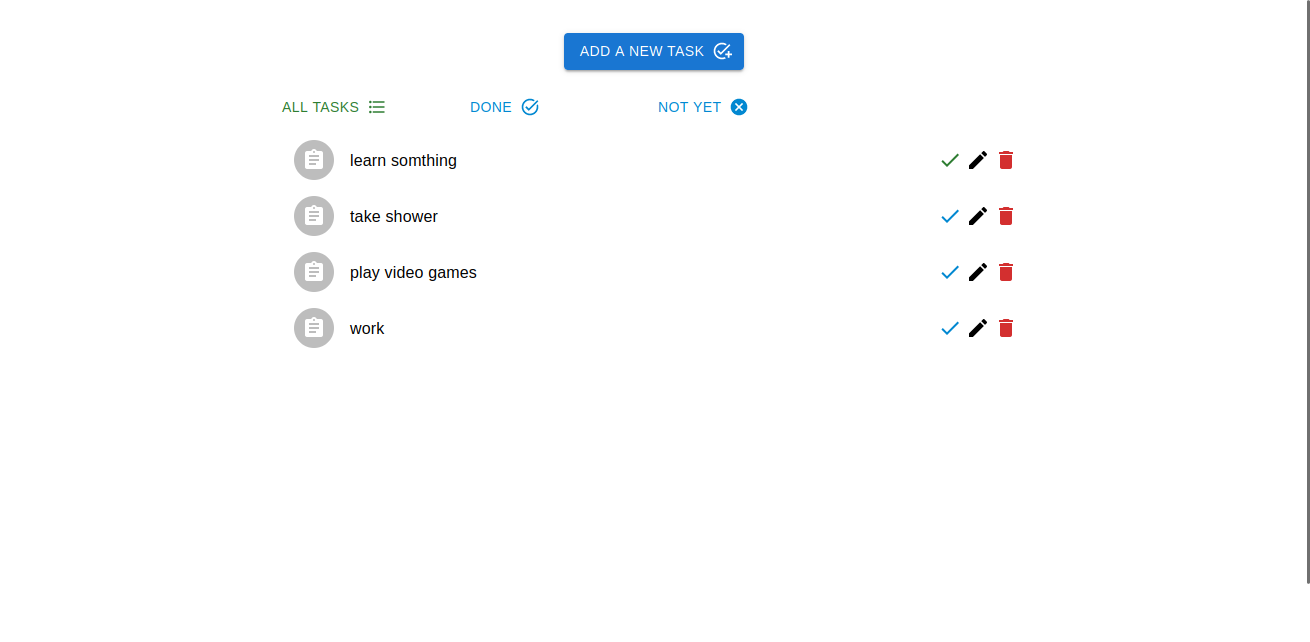 ADD A NEW TASK
ALL TASKS DONE NOT YET
learn somthing
take shower
play video games
work